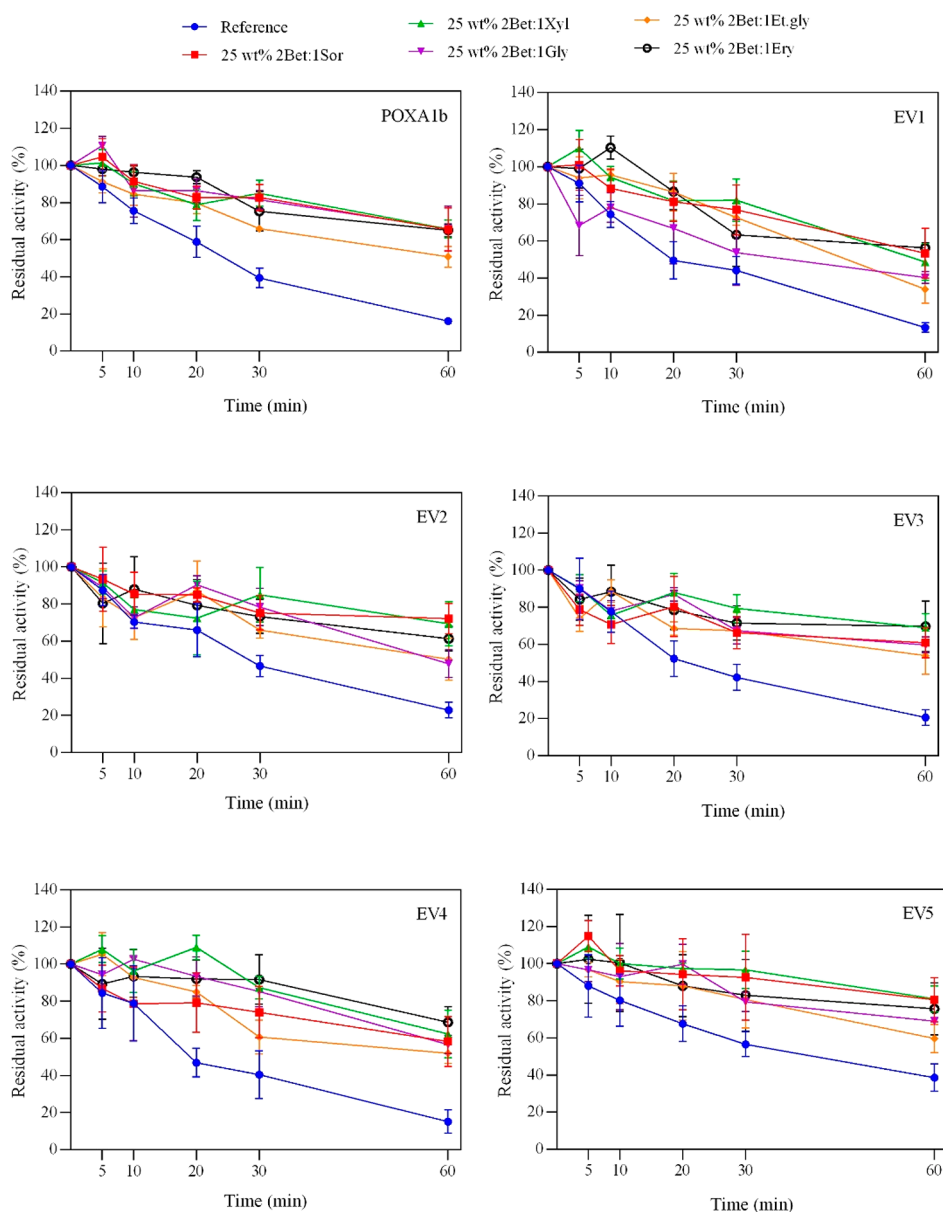 Reference
25 wt% 2Bet:1Xyl
25 wt% 2Bet:1Et.gly
25 wt% 2Bet:1Sor
25 wt% 2Bet:1Gly
25 wt% 2Bet:1Ery
POXA1b
Residual activity (%)
140
120
100
80
60
40
20
0
5 10 20 30 60
Time (min)
EV1
Residual activity (%)
140
120
100
80
60
40
20
0
5 10 20 30 60
Time (min)
EV2
Residual activity (%)
140
120
100
80
60
40
20
0
5 10 20 30 60
Time (min)
EV3
Residual activity (%)
140
120
100
80
60
40
20
0
5 10 20 30 60
Time (min)
EV4
Residual activity (%)
140
120
100
80
60
40
20
0
5 10 20 30 60
Time (min)
EV5
Residual activity (%)
140
120
100
80
60
40
20
0
5 10 20 30 60
Time (min)